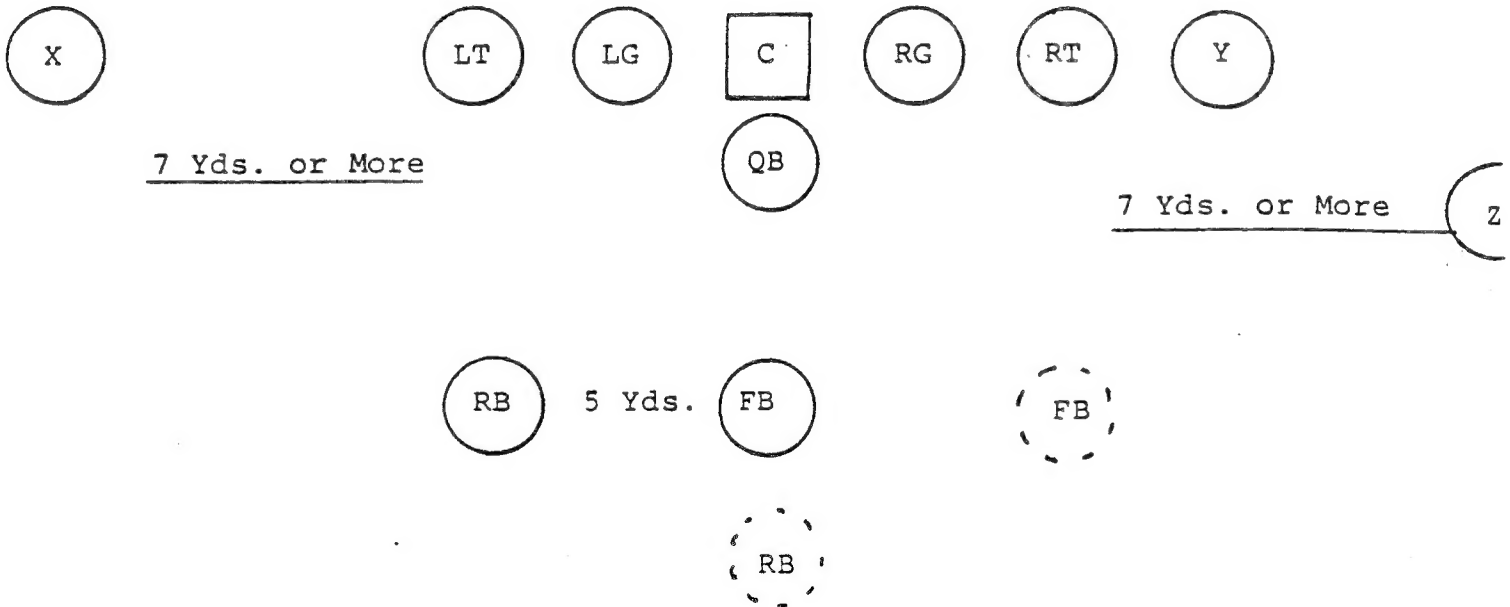 X LT LG C RG RT Y
QB
7 Yds. or More
7 Yds. or More Z
RB 5 Yds. FB FB
RB